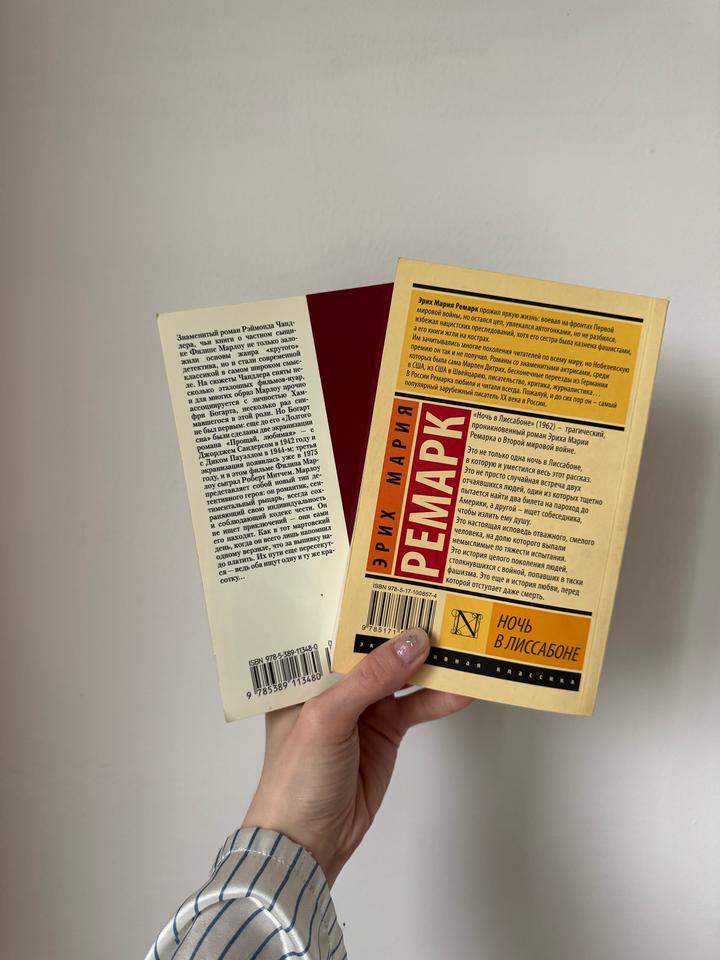 Знаменитый роман Рэймонда Чанд-
лера, чьи книги о частном сыщи-
ке Филипе Марлоу не только зало-
жили основы жанра «крутого»
детектива, но и стали современной
классикой в самом широком смыс-
ле. На сюжеты Чандлера сняты не-
сколько эталонных фильмов-нуар,
и для многих образ Марлоу прочно
ассоциируется с личностью Хам-
фри Богарта, несколько раз сни-
мавшегося в этой роли. Но Богарт
не был первым: еще до его «Долгого
сна» были сделаны две экранизации
романа «Прощай, любимая» — с
Джорджем Сандерсом в 1942 году и
с Диком Пауэллом в 1944-м; третья
экранизация появилась уже в 1975
году, и в этом фильме Филипа Мар-
лоу сыграл Роберт Митчем. Марлоу
представляет собой новый тип де-
тективного героя: он романтик, сен-
тиментальный рыцарь, всегда сох-
раняющий свою индивидуальность
и соблюдающий кодекс чести. Он
не ищет приключений — они сами
его находят. Как в тот мартовский
день, когда он всего лишь напомнил
одному верзиле, что за выпивку на-
до платить. Их пути еще пересекут-
ся — ведь оба ищут одну и ту же кра-
сотку...
ISBN 978-5-389-11348-0
9 785389 113480
Эрих Мария Ремарк прожил яркую жизнь: воевал на фронтах Первой
мировой войны, но остался цел, увлекался автогонками, но не разбился,
избежал нацистских преследований, хотя его сестра была казнена фашистами,
а его книги жгли на кострах.
Им зачитывались многие поколения читателей по всему миру, но Нобелевскую
премию он так и не получил. Романы со знаменитыми актрисами, среди
которых была сама Марлен Дитрих, бесконечные переезды из Германии
в США, из США в Швейцарию, писательство, критика, журналистика...
В России Ремарка любили и читали всегда. Пожалуй, и до сих пор он – самый
популярный зарубежный писатель XX века в России.
ЭРИХ МАРИЯ
РЕМАРК
«Ночь в Лиссабоне» (1962) — трагический,
проникновенный роман Эриха Марии
Ремарка о Второй мировой войне.
Это не только одна ночь в Лиссабоне,
в которую и уместился весь этот рассказ.
Это не просто случайная встреча двух
отчаявшихся людей, один из которых тщетно
пытается найти два билета на пароход до
Америки, а другой — ищет собеседника,
чтобы излить ему душу.
Это настоящая исповедь отважного, смелого
человека, на долю которого выпали
немыслимые по тяжести испытания.
Это история целого поколения людей,
столкнувшихся с войной, попавших в тиски
фашизма. Это еще и история любви, перед
которой отступает даже смерть.
ISBN 978-5-17-100857-4
9 785171
НОЧЬ
В ЛИССАБОНЕ
классика